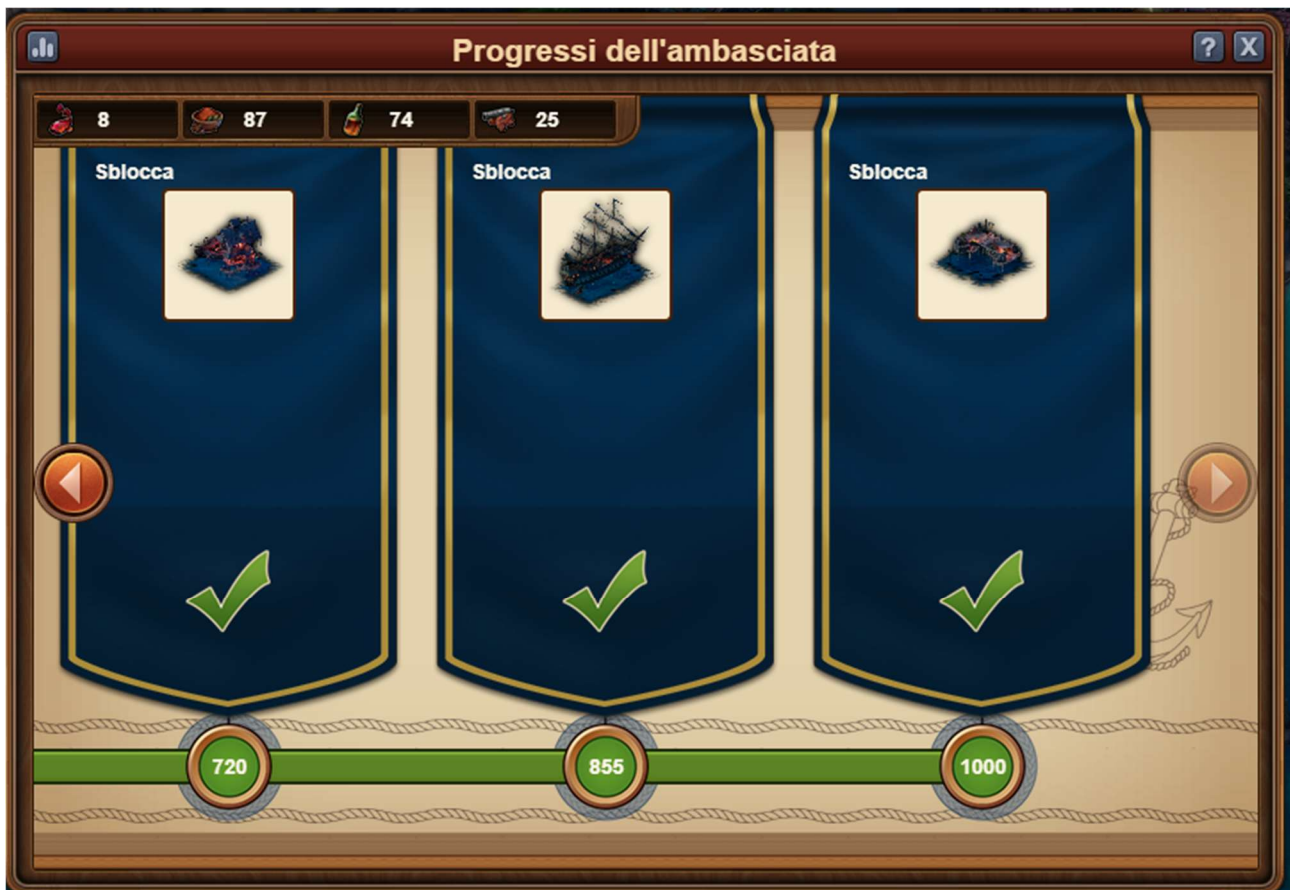 Progressi dell'ambasciata
? X
8 87 74 25
Sblocca Sblocca Sblocca
720 855 1000